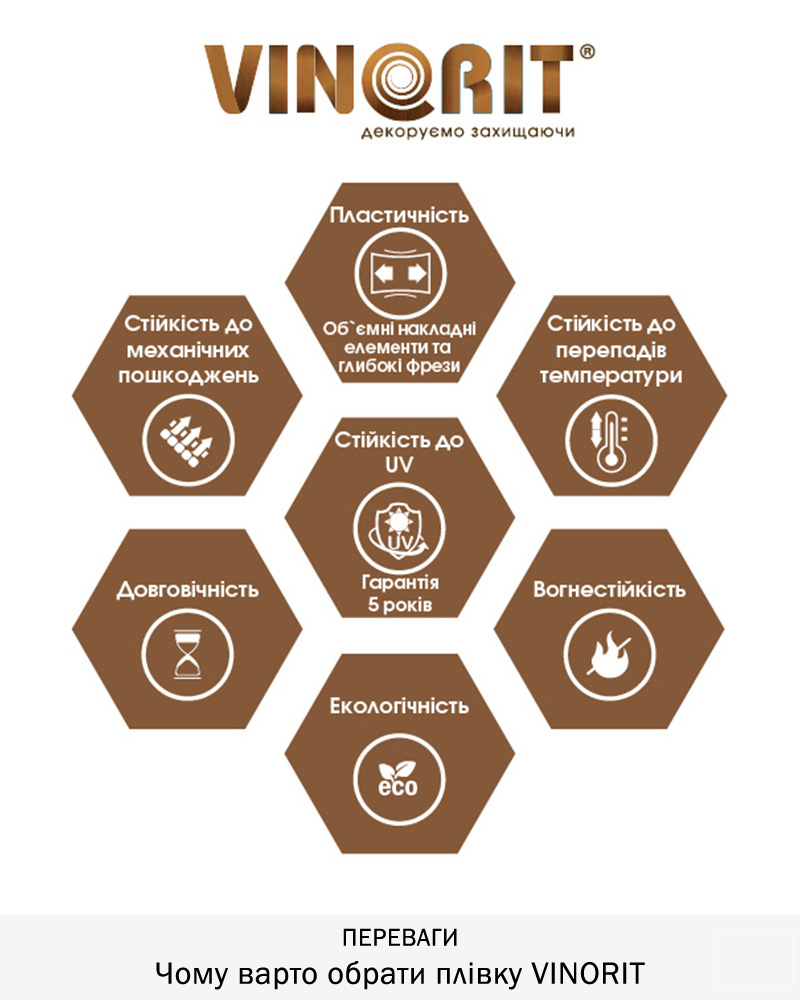 VINORIT®
декоруємо захищаючи
Пластичність
Об`ємні накладні
елементи та
глибокі фрези
Стійкість до
механічних
пошкоджень
Стійкість до
перепадів
температури
Стійкість до
UV
UV
Гарантія
5 років
Довговічність
Вогнестійкість
Екологічність
eco
ПЕРЕВАГИ
Чому варто обрати плівку VINORIT